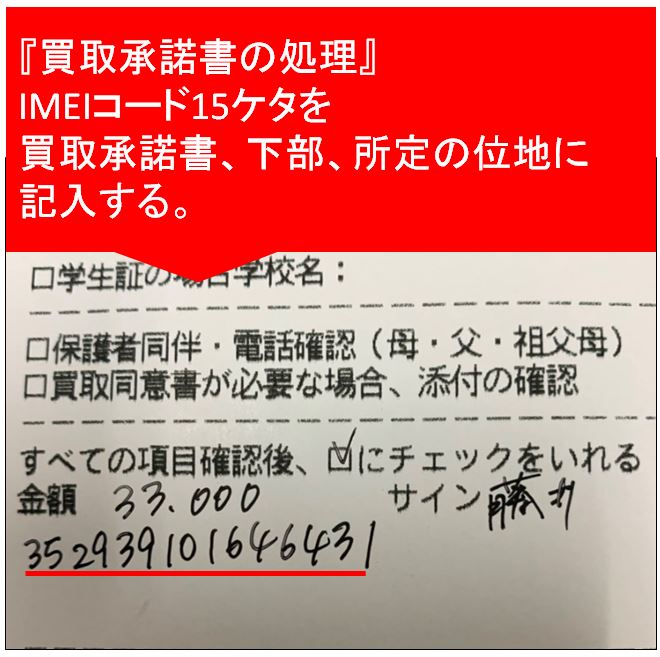 『買取承諾書の処理』
IMEIコード15ケタを
買取承諾書、下部、所定の位地に
記入する。
□学生証の場合学校名：
□保護者同伴・電話確認（母・父・祖父母）
□買取同意書が必要な場合、添付の確認
すべての項目確認後、☑にチェックをいれる
金額 33.000 サイン 藤井
352939101646431